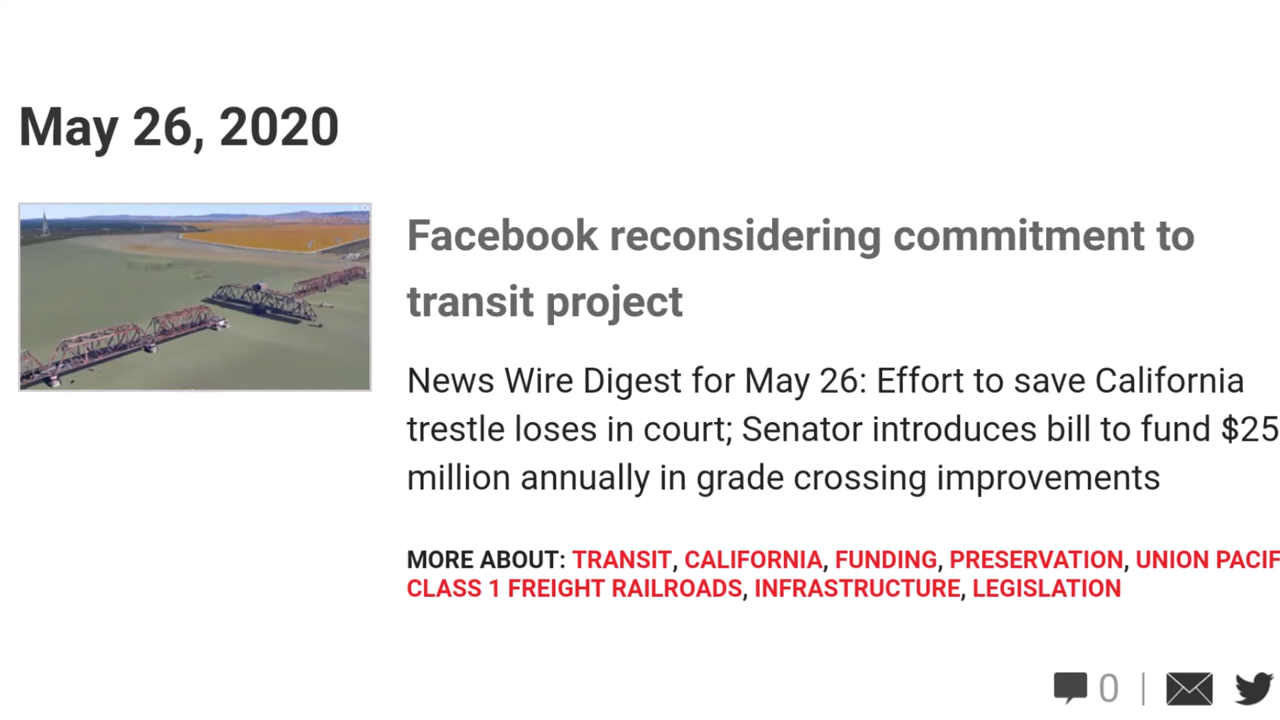 May 26, 2020
Facebook reconsidering commitment to
transit project
News Wire Digest for May 26: Effort to save California
trestle loses in court; Senator introduces bill to fund $25
million annually in grade crossing improvements
MORE ABOUT: TRANSIT, CALIFORNIA, FUNDING, PRESERVATION, UNION PACIF
CLASS 1 FREIGHT RAILROADS, INFRASTRUCTURE, LEGISLATION
0